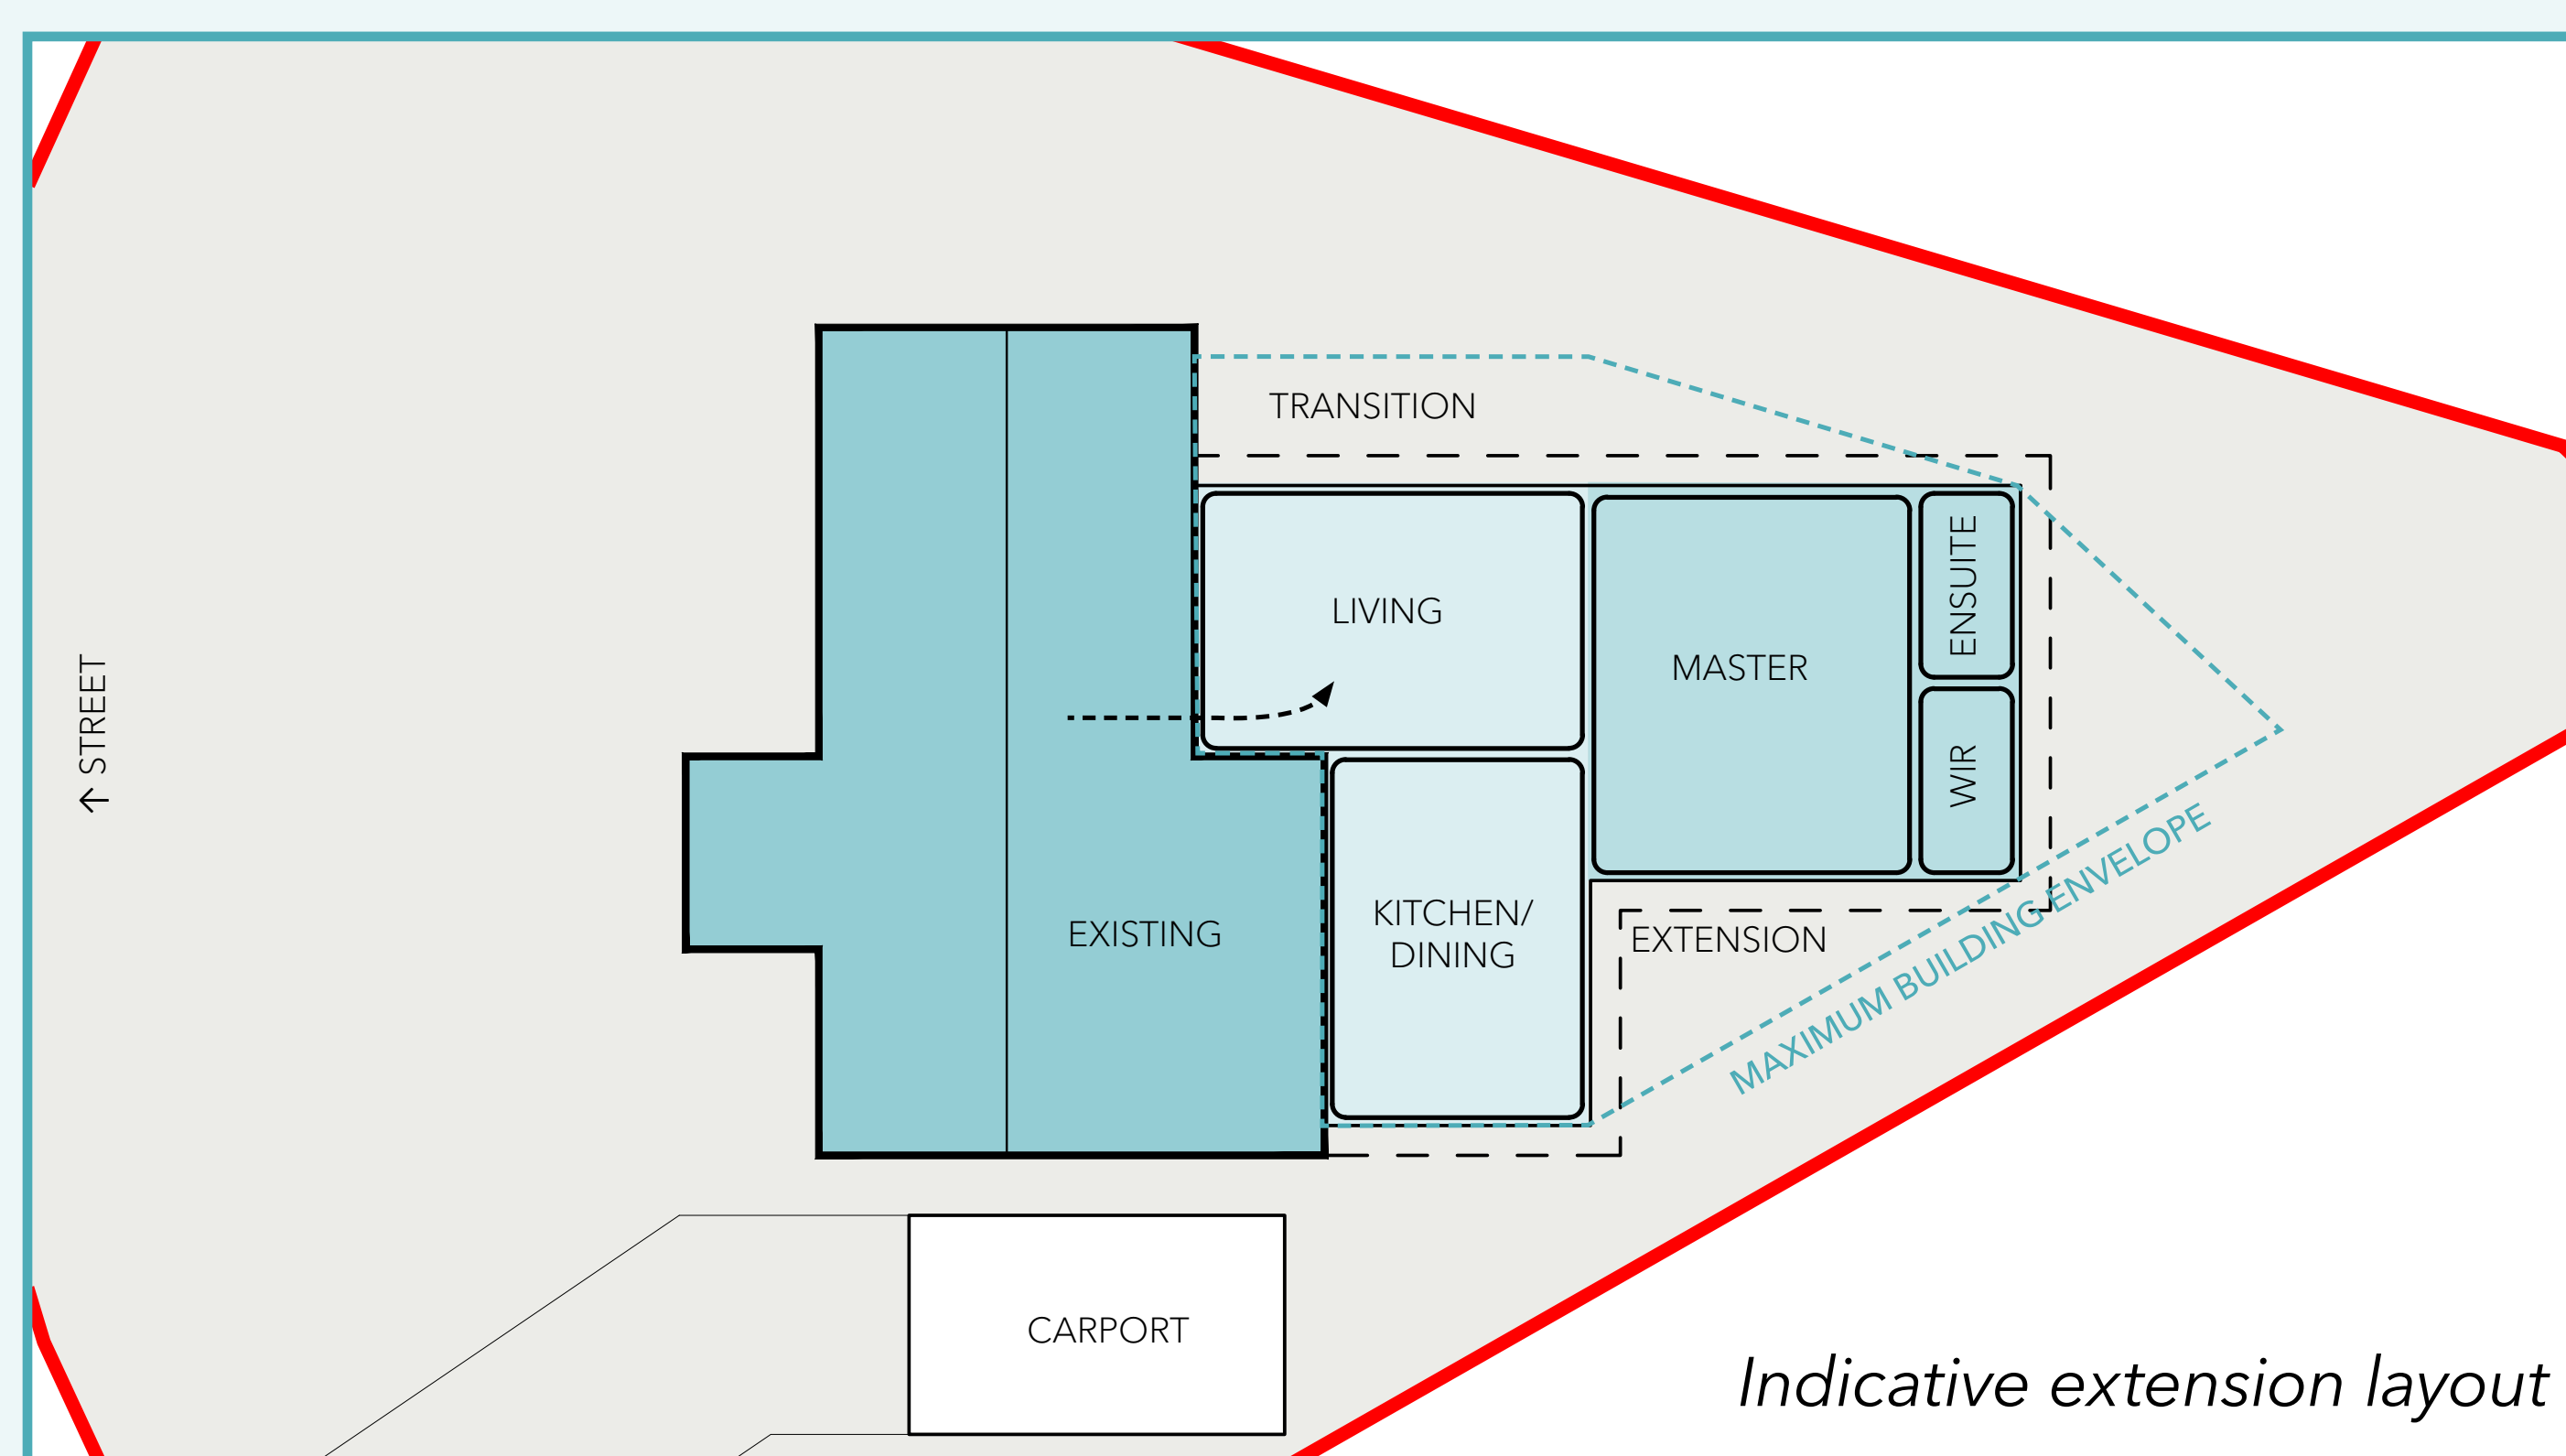 TRANSITION
LIVING
ENSUITE
MASTER
← STREET
WIR
KITCHEN/
DINING
EXISTING
EXTENSION
MAXIMUM BUILDING ENVELOPE
CARPORT
Indicative extension layout